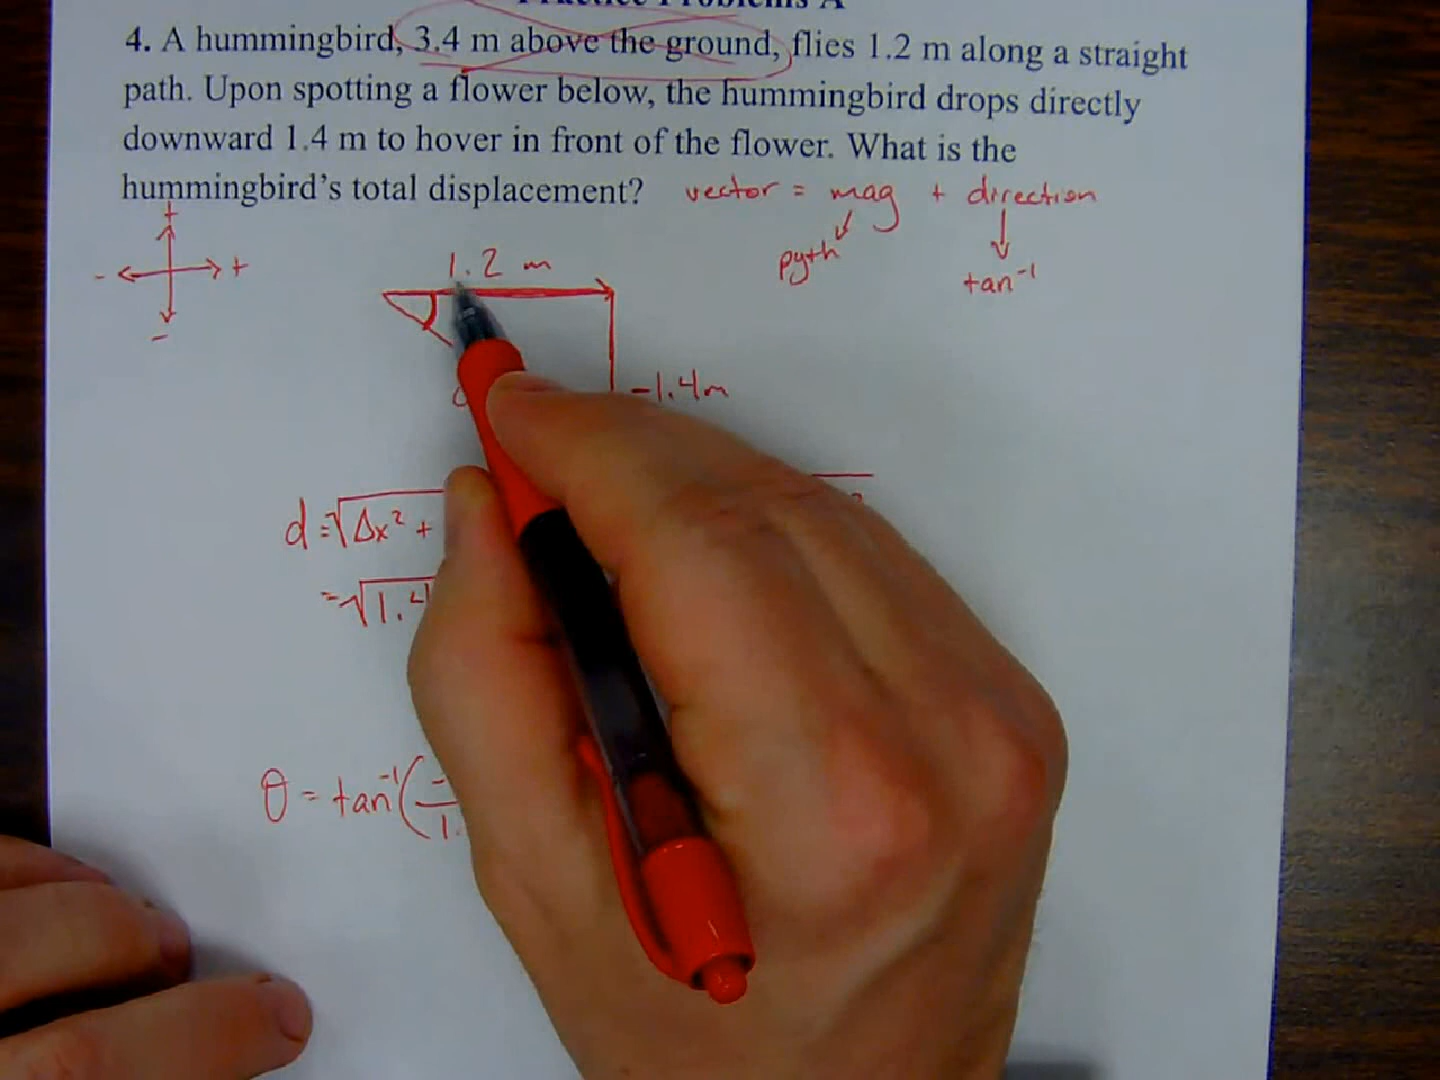 4. A hummingbird, 3.4 m above the ground, flies 1.2 m along a straight
path. Upon spotting a flower below, the hummingbird drops directly
downward 1.4 m to hover in front of the flower. What is the
hummingbird's total displacement? vector = mag + direction
pyth tan⁻¹
+
- +
-
1.2 m
-1.4m
d = √Δx² +
= √1.4
θ = tan⁻¹(